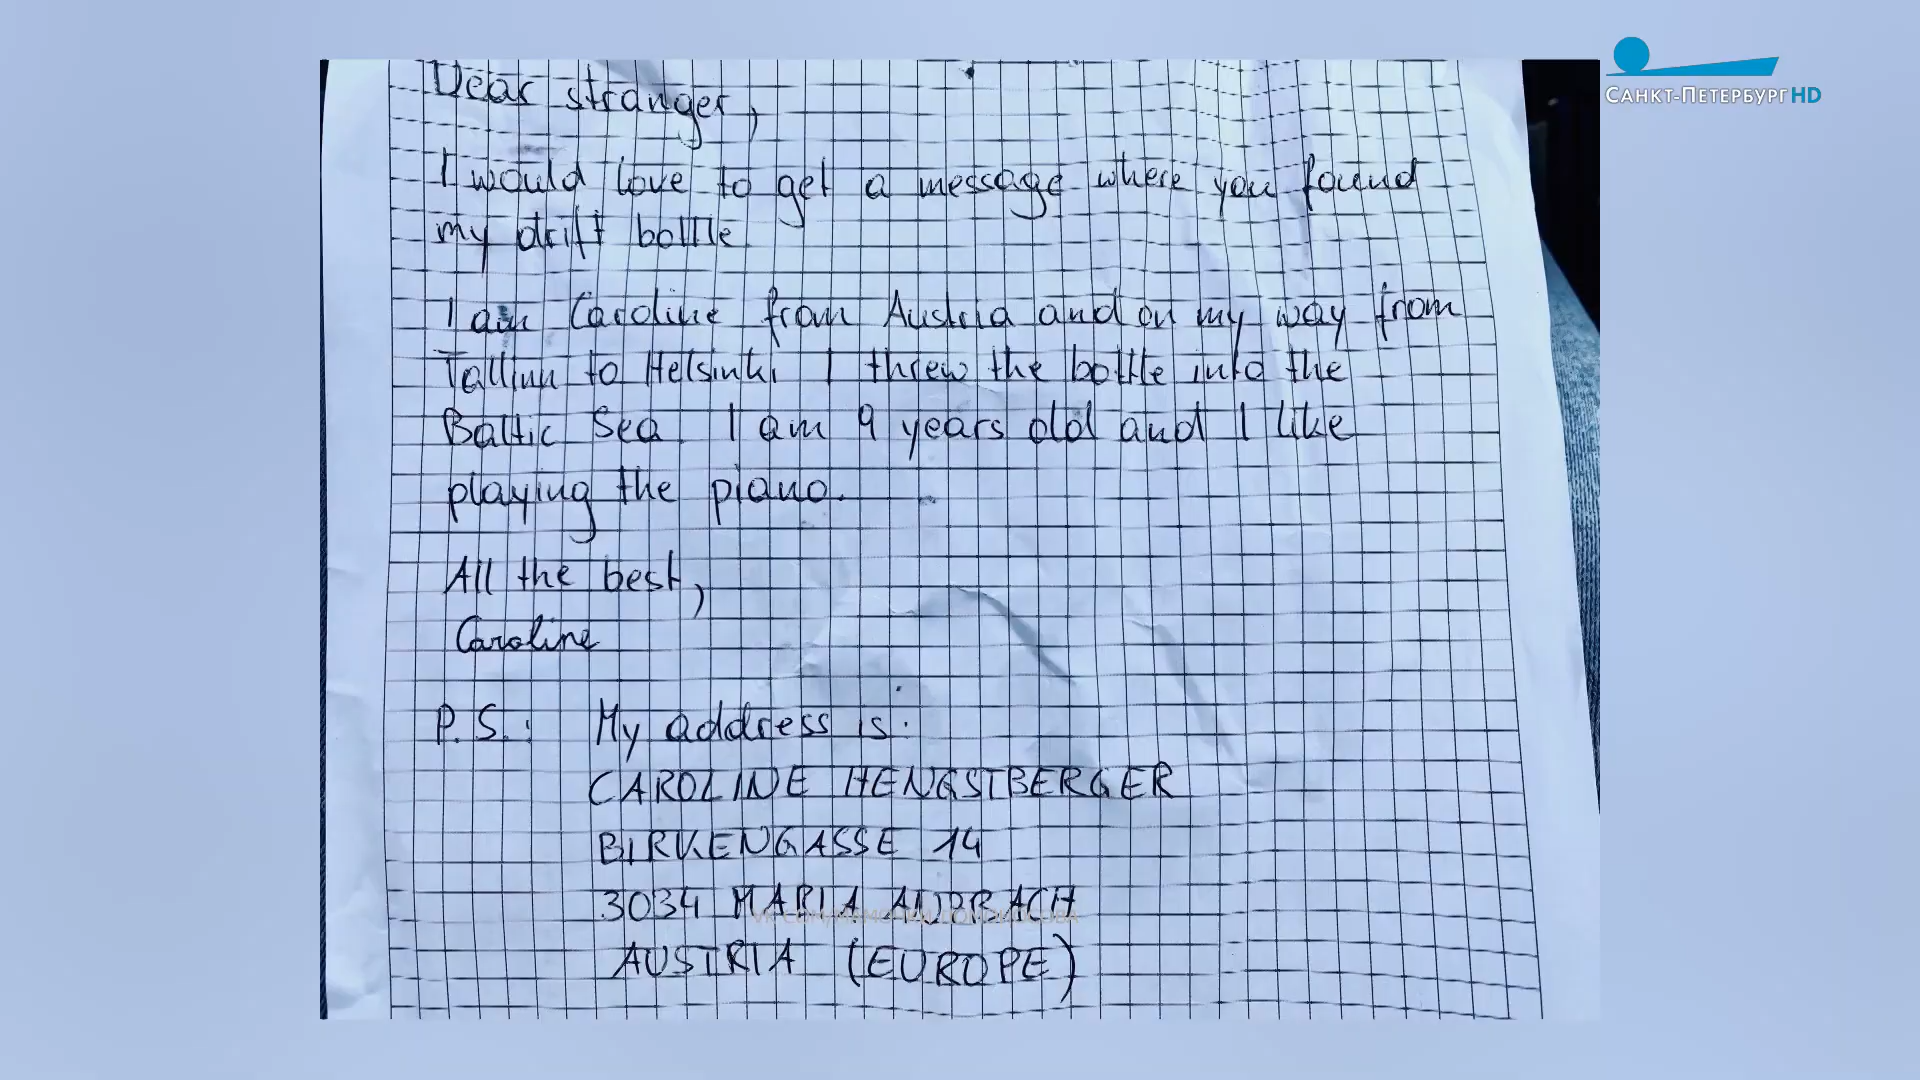 САНКТ-ПЕТЕРБУРГ HD
Dear stranger,
I would love to get a message where you found
my drift bottle
I am Caroline from Austria and on my way from
Tallinn to Helsinki I threw the bottle into the
Baltic Sea. I am 9 years old and I like
playing the piano.
All the best,
Caroline
P.S.: My address is:
CAROLINE HENGSTBERGER
BIRKENGASSE 14
3034 MARIA ANZBACH
AUSTRIA (EUROPE)